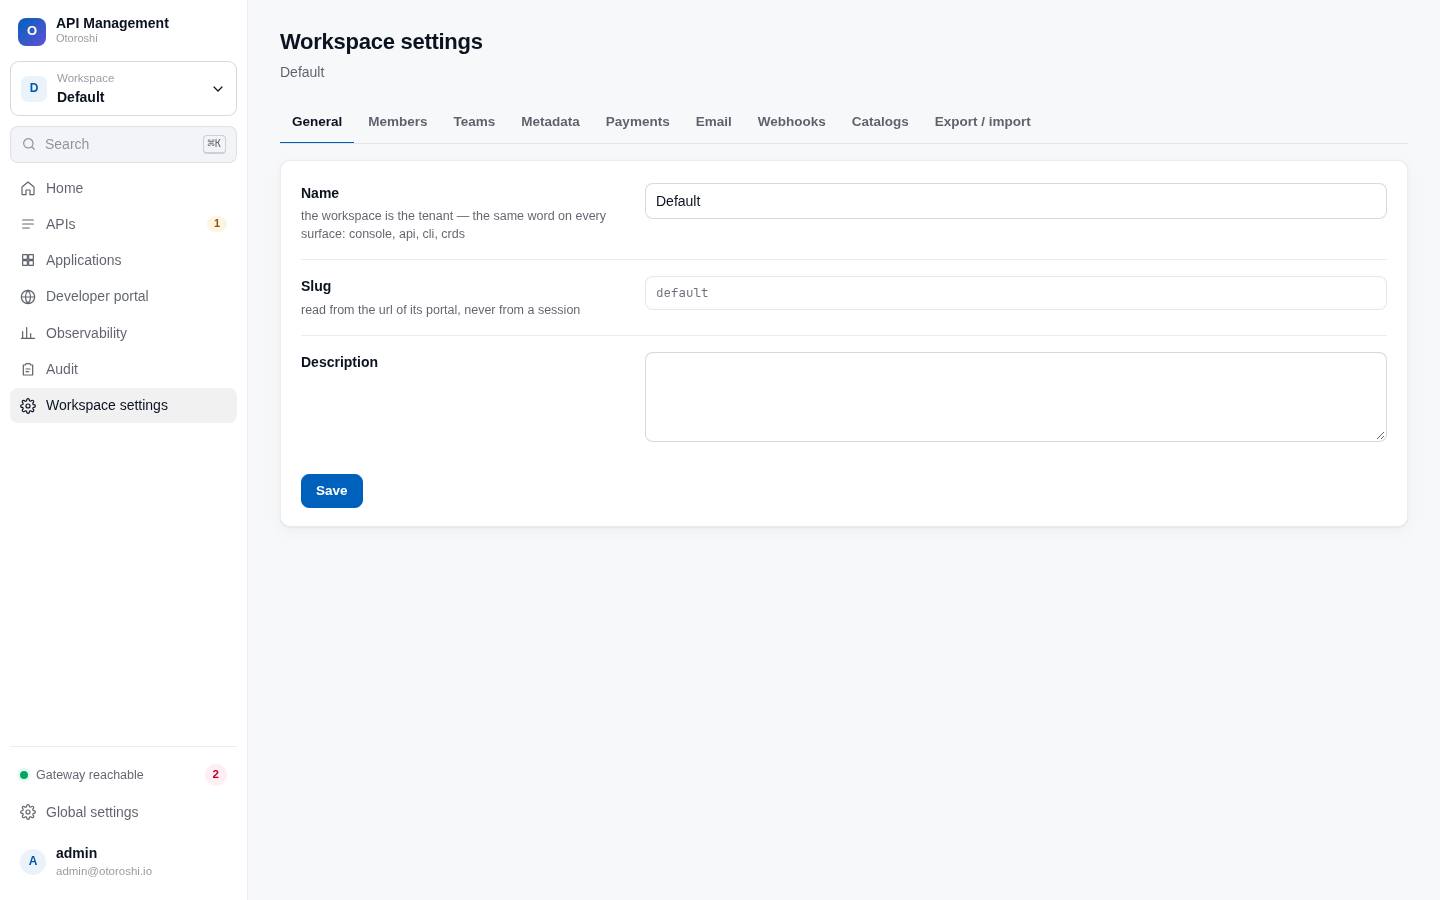 O
API Management
Otoroshi
D
Workspace
Default
Search
⌘K
Home
APIs
1
Applications
Developer portal
Observability
Audit
Workspace settings
Gateway reachable
2
Global settings
A
admin
admin@otoroshi.io
Workspace settings
Default
General
Members
Teams
Metadata
Payments
Email
Webhooks
Catalogs
Export / import
Name
the workspace is the tenant — the same word on every
surface: console, api, cli, crds
Default
Slug
read from the url of its portal, never from a session
default
Description
Save